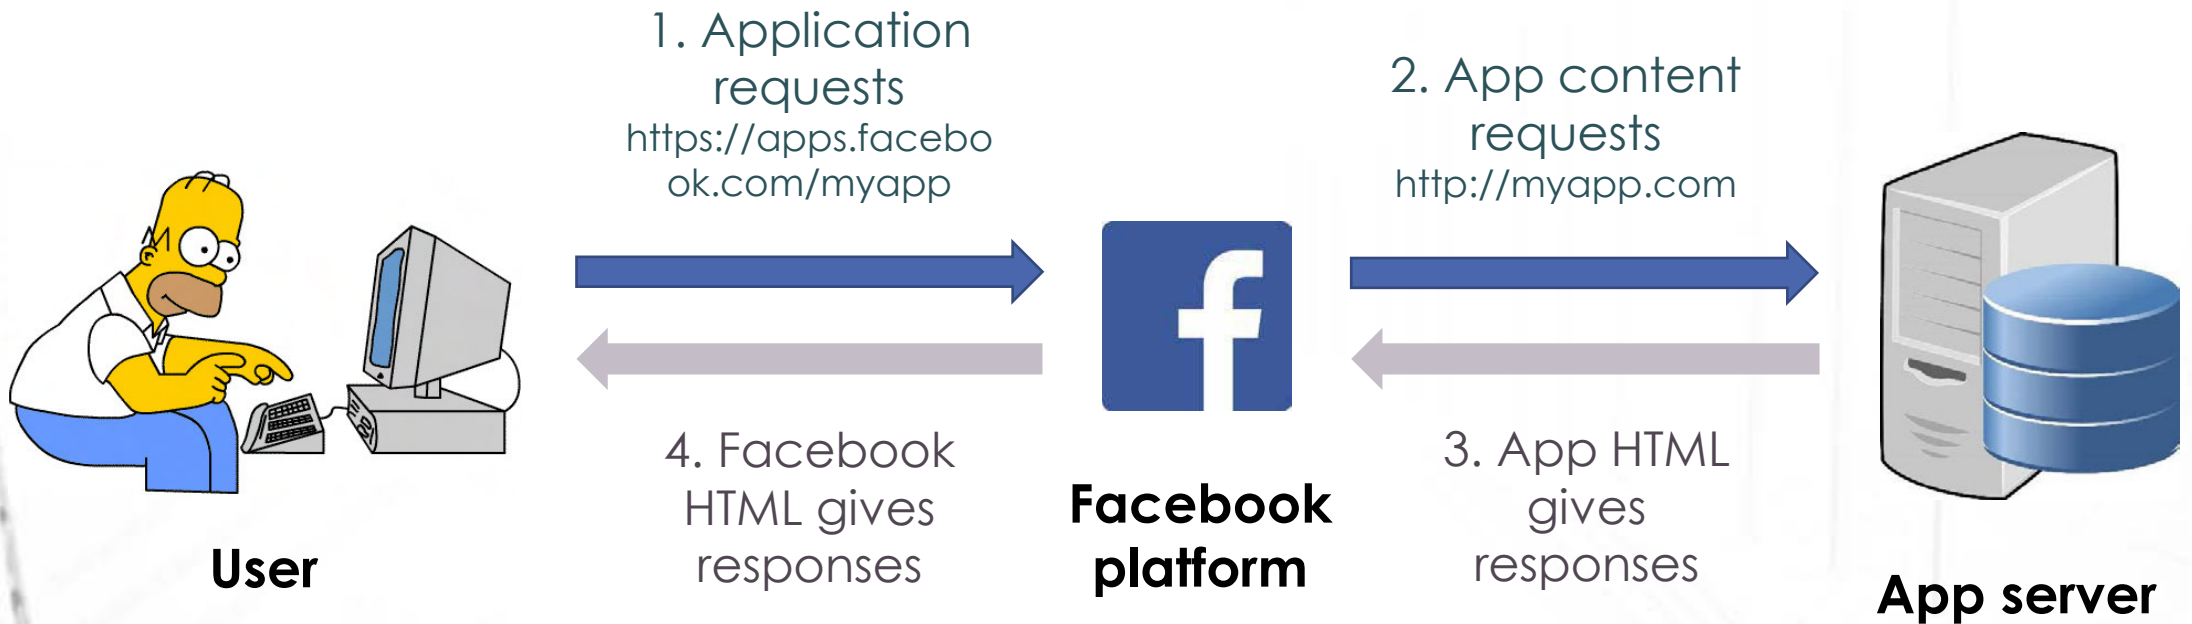 1. Application
requests
https://apps.facebo
ok.com/myapp
2. App content
requests
http://myapp.com
4. Facebook
HTML gives
responses
3. App HTML
gives
responses
User
Facebook
platform
App server